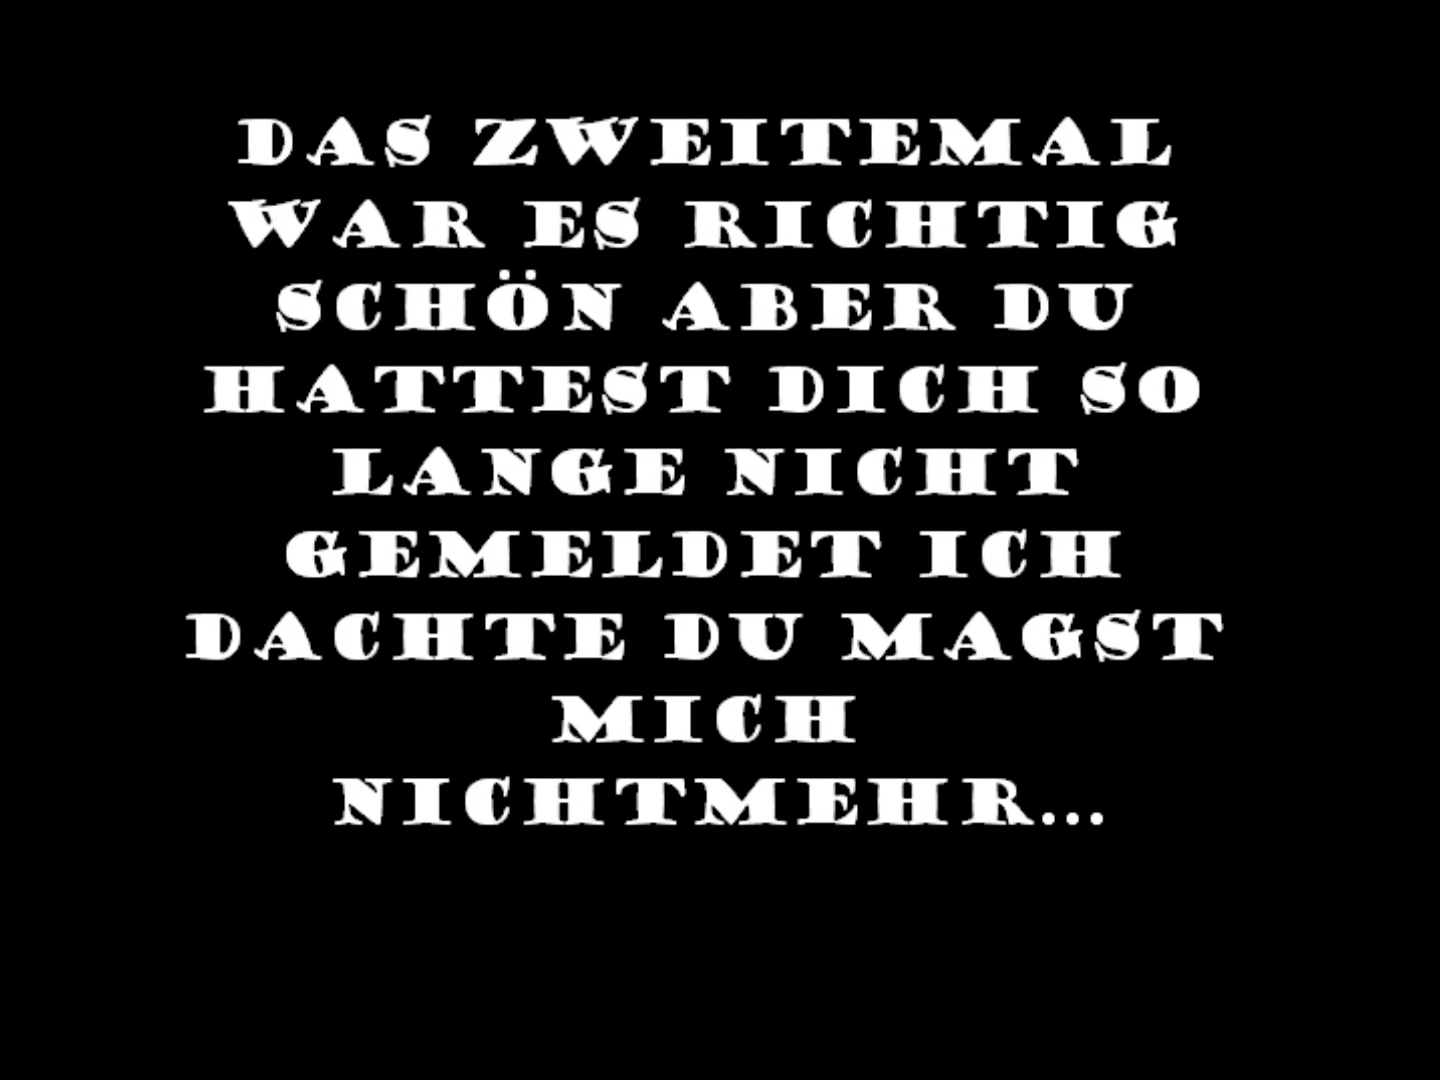 DAS ZWEITEMAL
WAR ES RICHTIG
SCHÖN ABER DU
HATTEST DICH SO
LANGE NICHT
GEMELDET ICH
DACHTE DU MAGST
MICH
NICHTMEHR...